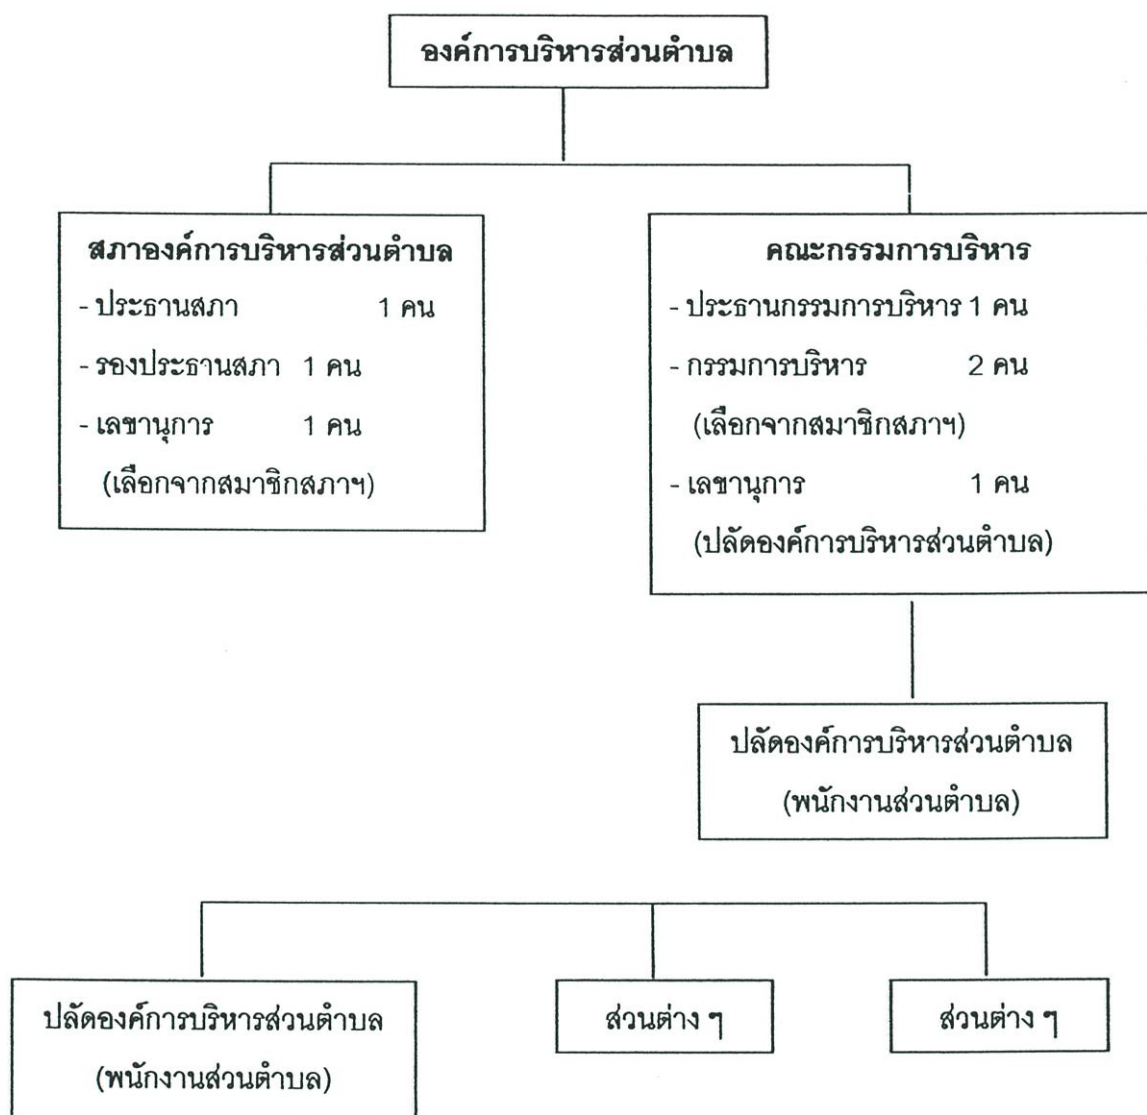 องค์การบริหารส่วนตำบล
สภาองค์การบริหารส่วนตำบล
- ประธานสภา 1 คน
- รองประธานสภา 1 คน
- เลขานุการ 1 คน
(เลือกจากสมาชิกสภาฯ)
คณะกรรมการบริหาร
- ประธานกรรมการบริหาร 1 คน
- กรรมการบริหาร 2 คน
(เลือกจากสมาชิกสภาฯ)
- เลขานุการ 1 คน
(ปลัดองค์การบริหารส่วนตำบล)
ปลัดองค์การบริหารส่วนตำบล
(พนักงานส่วนตำบล)
ปลัดองค์การบริหารส่วนตำบล
(พนักงานส่วนตำบล)
ส่วนต่าง ๆ
ส่วนต่าง ๆ